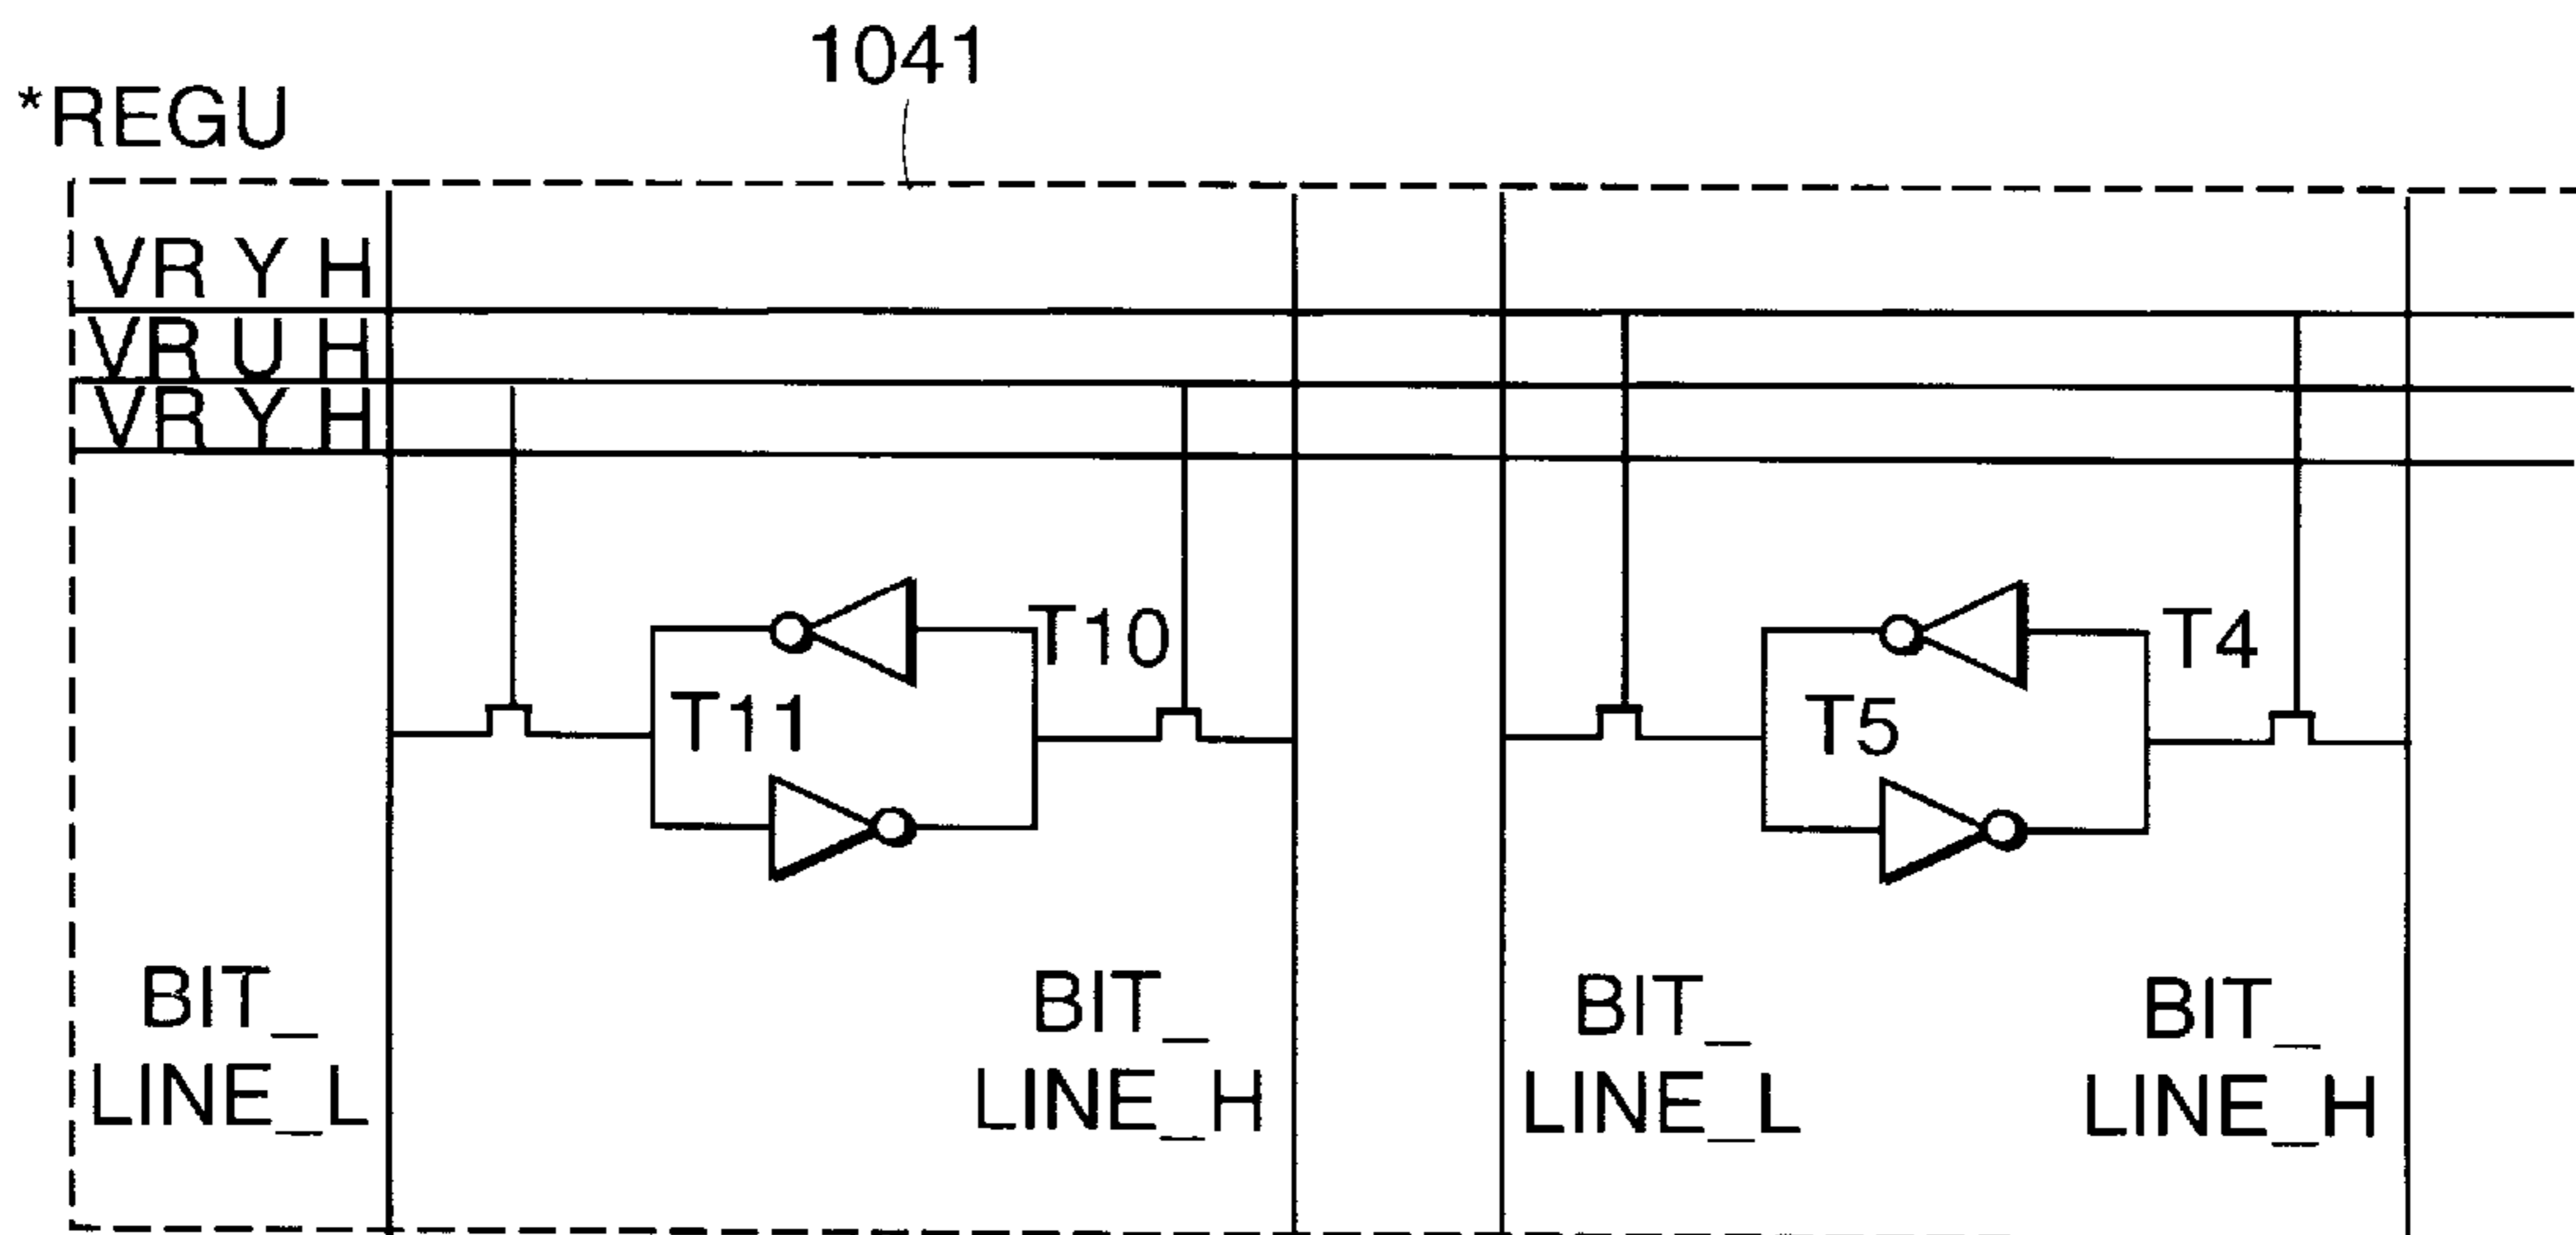 1041
*REGU
VR Y H
VR U H
VR Y H
T10
T4
T11
T5
BIT_
LINE_L
BIT_
LINE_H
BIT_
LINE_L
BIT_
LINE_H